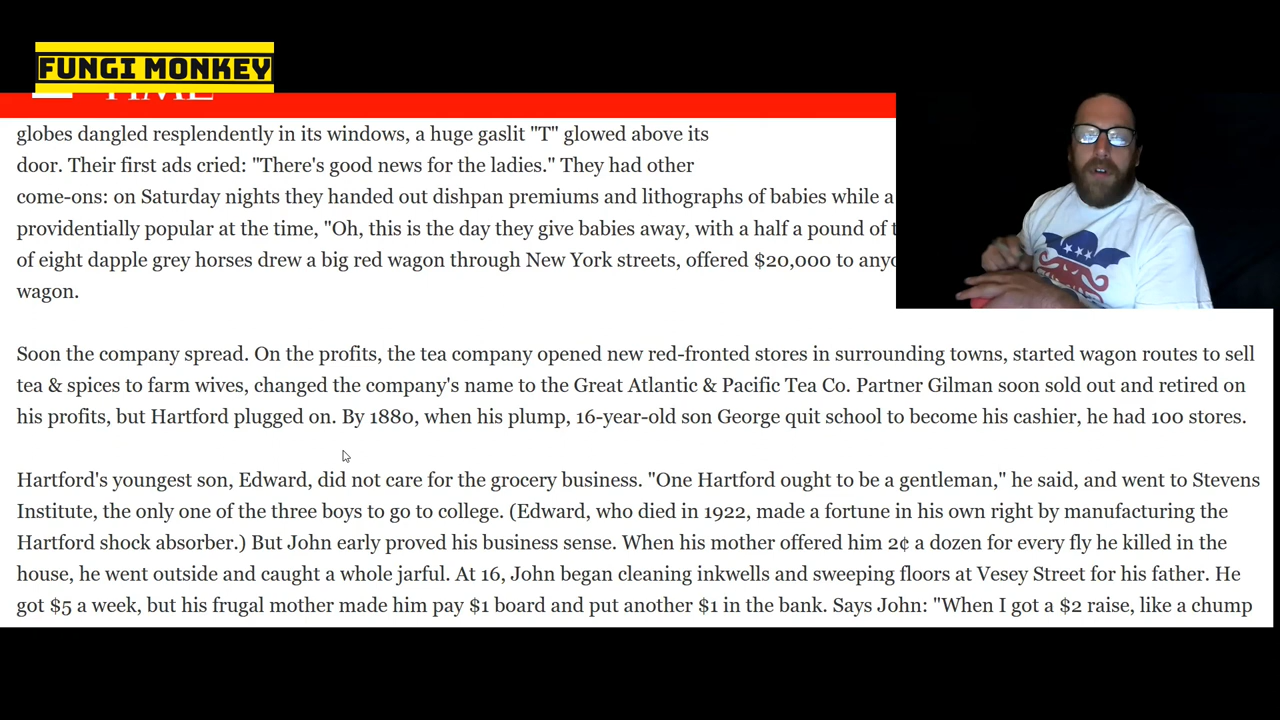 FUNGI MONKEY
TIME
globes dangled resplendently in its windows, a huge gaslit "T" glowed above its
door. Their first ads cried: "There's good news for the ladies." They had other
come-ons: on Saturday nights they handed out dishpan premiums and lithographs of babies while a
providentially popular at the time, "Oh, this is the day they give babies away, with a half a pound of
of eight dapple grey horses drew a big red wagon through New York streets, offered $20,000 to
wagon.
Soon the company spread. On the profits, the tea company opened new red-fronted stores in surrounding towns, started wagon routes to sell
tea & spices to farm wives, changed the company's name to the Great Atlantic & Pacific Tea Co. Partner Gilman soon sold out and retired on
his profits, but Hartford plugged on. By 1880, when his plump, 16-year-old son George quit school to become his cashier, he had 100 stores.
Hartford's youngest son, Edward, did not care for the grocery business. "One Hartford ought to be a gentleman," he said, and went to Stevens
Institute, the only one of the three boys to go to college. (Edward, who died in 1922, made a fortune in his own right by manufacturing the
Hartford shock absorber.) But John early proved his business sense. When his mother offered him 2¢ a dozen for every fly he killed in the
house, he went outside and caught a whole jarful. At 16, John began cleaning inkwells and sweeping floors at Vesey Street for his father. He
got $5 a week, but his frugal mother made him pay $1 board and put another $1 in the bank. Says John: "When I got a $2 raise, like a chump